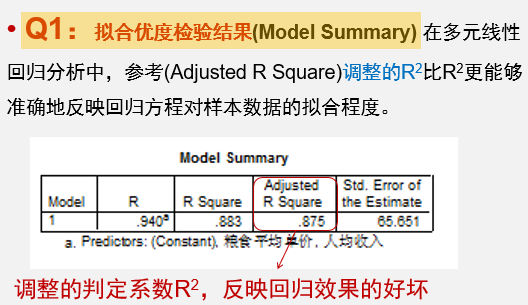 • Q1：拟合优度检验结果(Model Summary) 在多元线性
回归分析中，参考(Adjusted R Square)调整的R²比R²更能够
准确地反映回归方程对样本数据的拟合程度。
Model Summary
Model R R Square Adjusted R Square Std. Error of the Estimate
1 .940ᵃ .883 .875 65.651
a. Predictors: (Constant), 粮食平均单价, 人均收入
调整的判定系数R²，反映回归效果的好坏